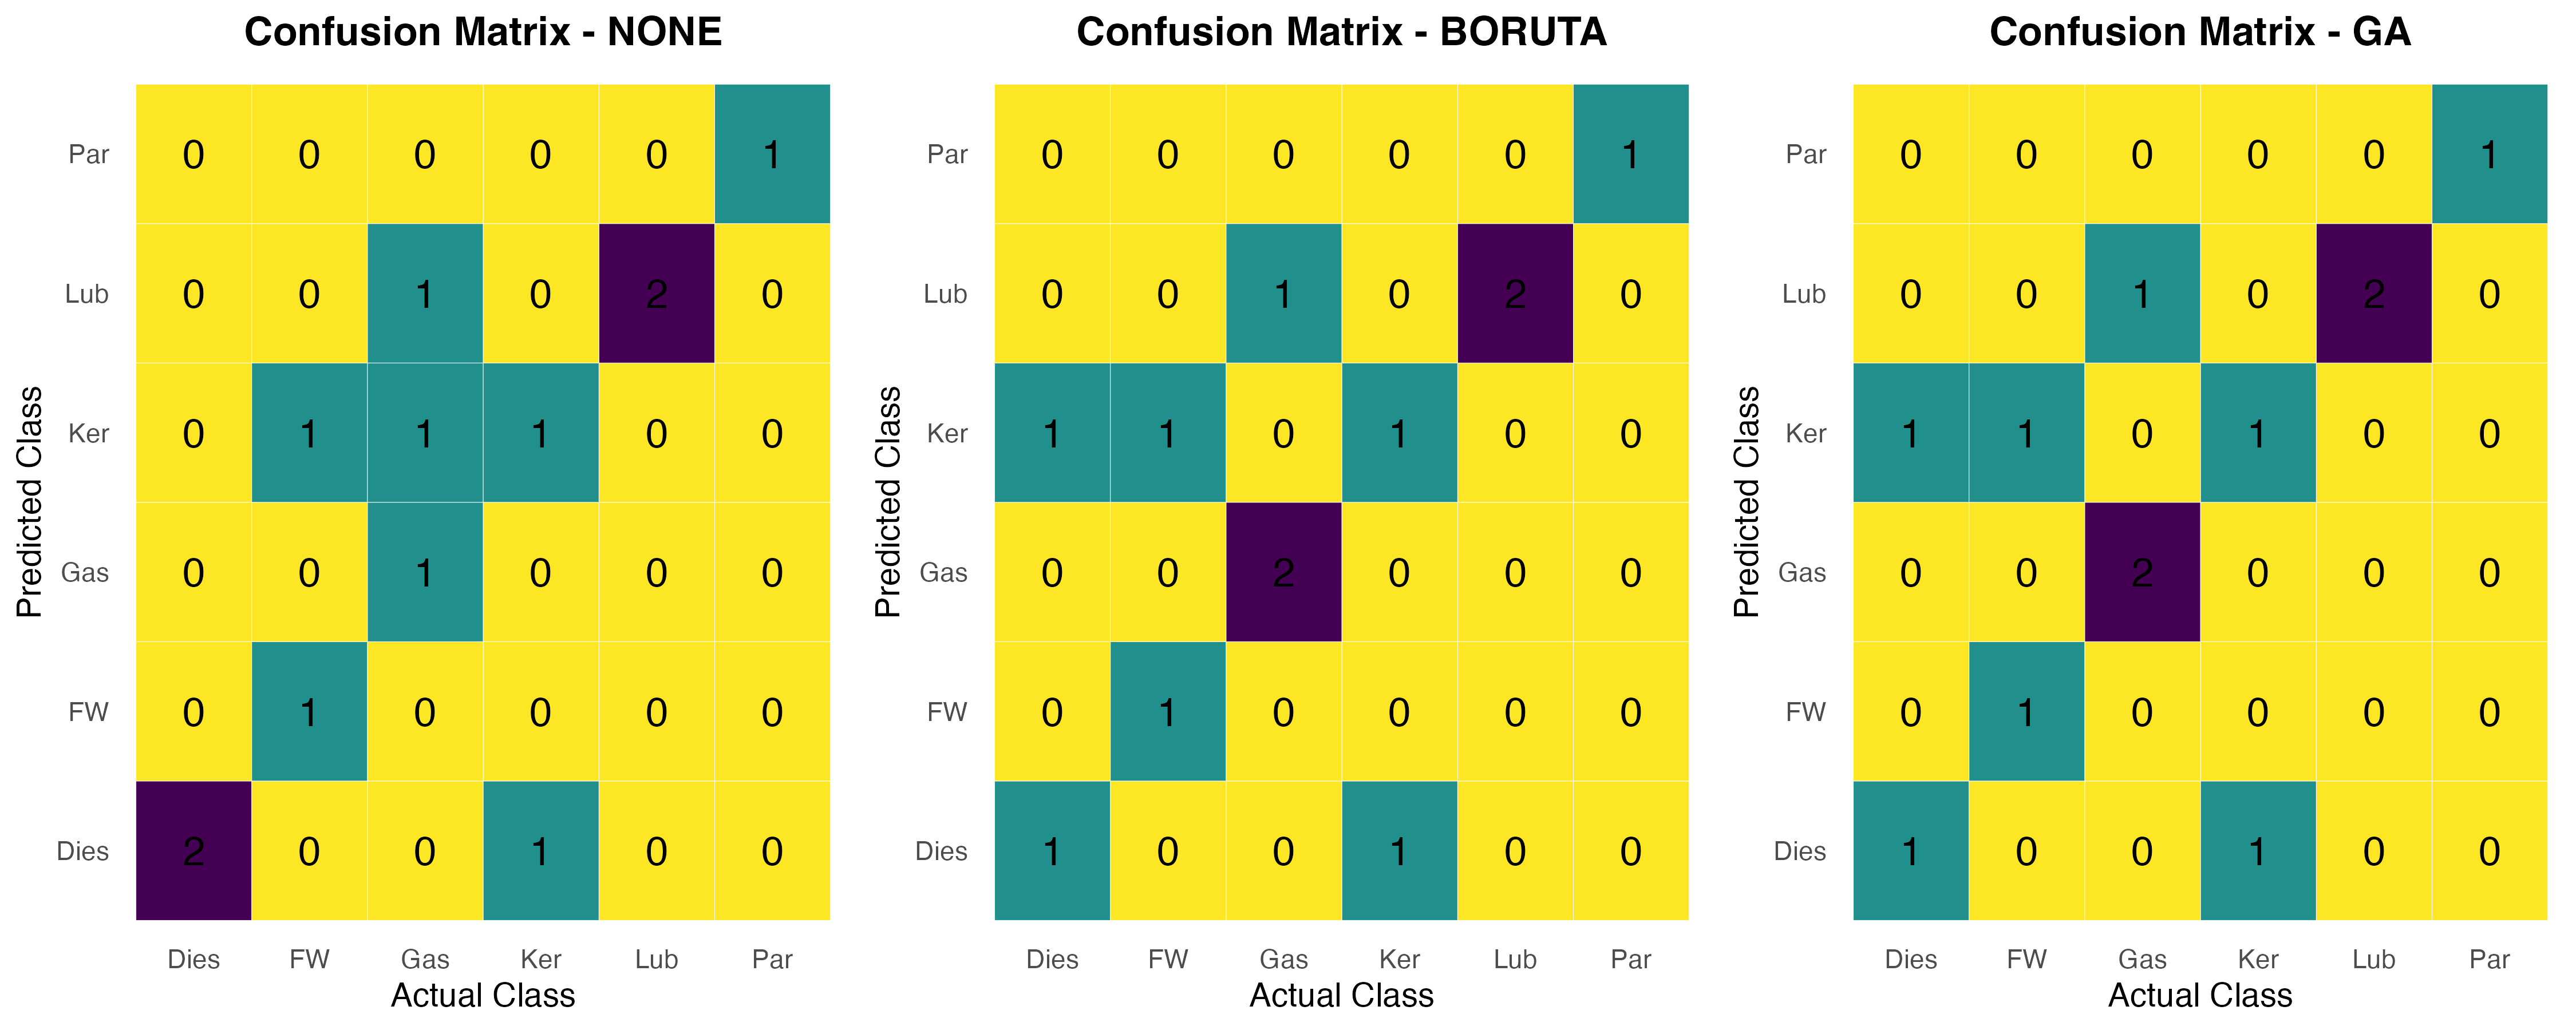 Confusion Matrix - NONE
Predicted Class
Par 0 0 0 0 0 1
Lub 0 0 1 0 2 0
Ker 0 1 1 1 0 0
Gas 0 0 1 0 0 0
FW 0 1 0 0 0 0
Dies 2 0 0 1 0 0
Dies FW Gas Ker Lub Par
Actual Class
Confusion Matrix - BORUTA
Predicted Class
Par 0 0 0 0 0 1
Lub 0 0 1 0 2 0
Ker 1 1 0 1 0 0
Gas 0 0 2 0 0 0
FW 0 1 0 0 0 0
Dies 1 0 0 1 0 0
Dies FW Gas Ker Lub Par
Actual Class
Confusion Matrix - GA
Predicted Class
Par 0 0 0 0 0 1
Lub 0 0 1 0 2 0
Ker 1 1 0 1 0 0
Gas 0 0 2 0 0 0
FW 0 1 0 0 0 0
Dies 1 0 0 1 0 0
Dies FW Gas Ker Lub Par
Actual Class